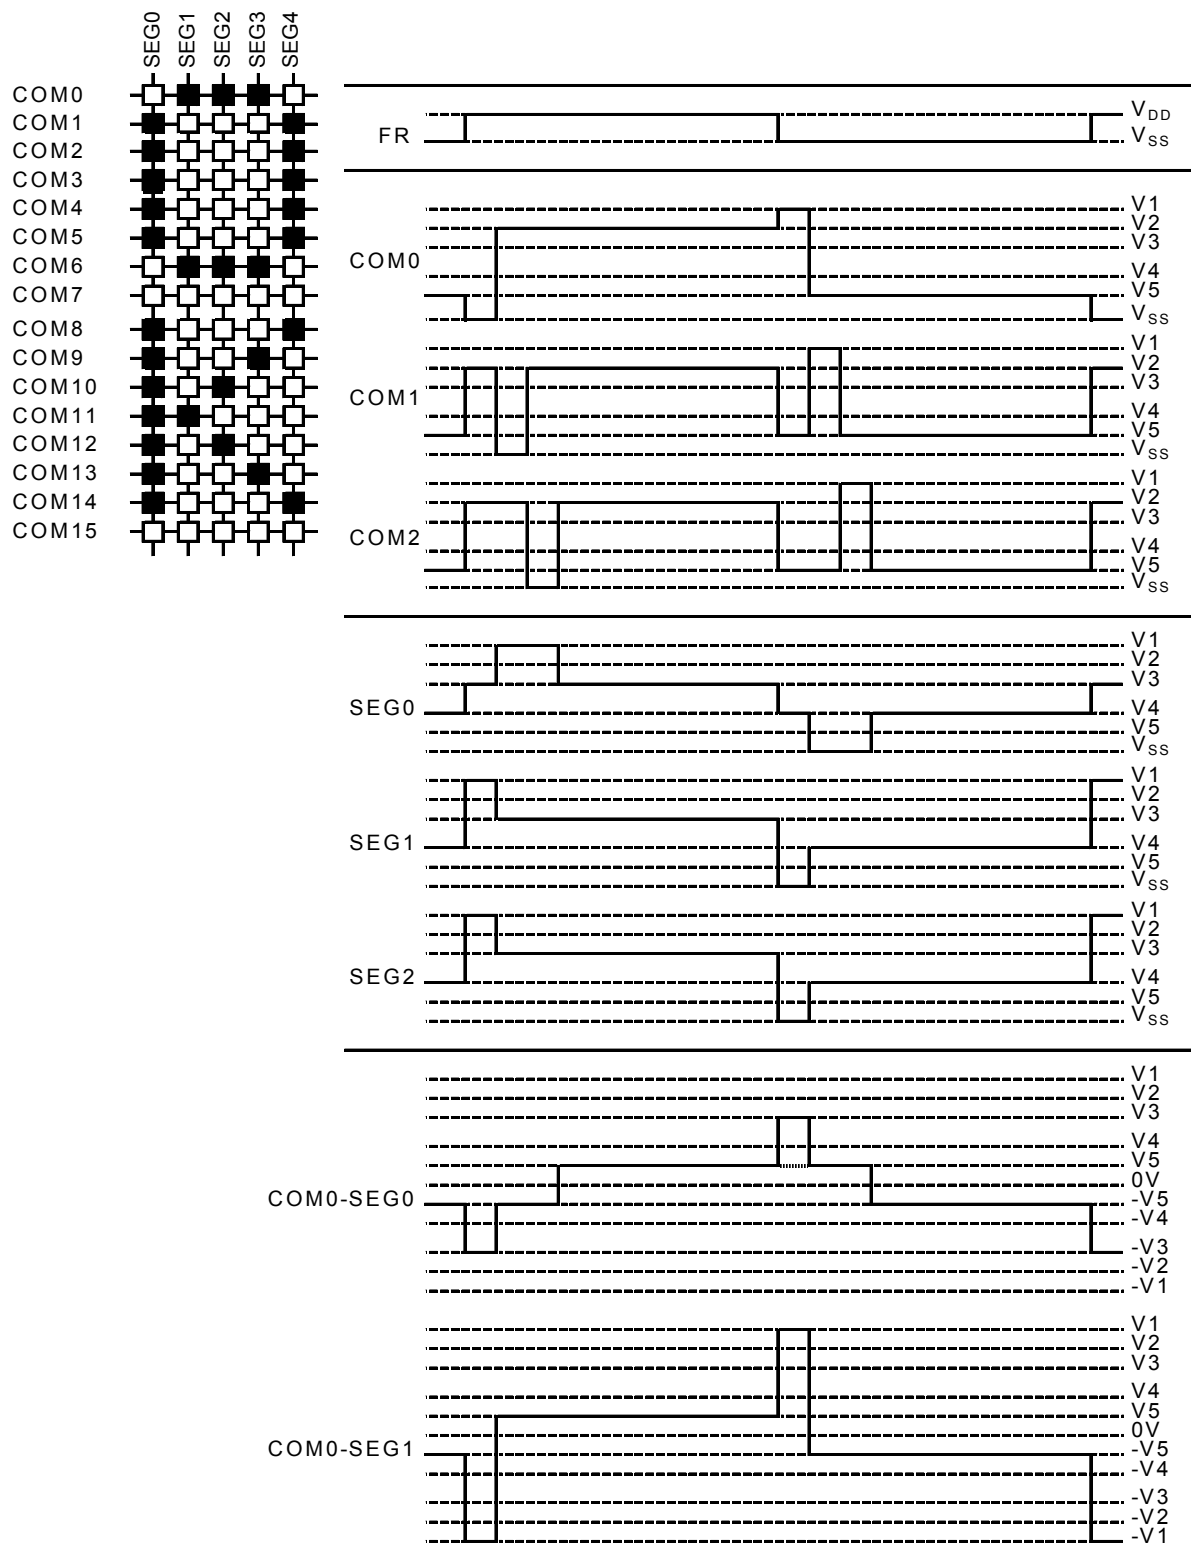 SEG0
SEG1
SEG2
SEG3
SEG4
COM0
COM1
COM2
COM3
COM4
COM5
COM6
COM7
COM8
COM9
COM10
COM11
COM12
COM13
COM14
COM15
FR
VDD
VSS
COM0
V1
V2
V3
V4
V5
VSS
COM1
V1
V2
V3
V4
V5
VSS
COM2
V1
V2
V3
V4
V5
VSS
SEG0
V1
V2
V3
V4
V5
VSS
SEG1
V1
V2
V3
V4
V5
VSS
SEG2
V1
V2
V3
V4
V5
VSS
COM0-SEG0
V1
V2
V3
V4
V5
0V
-V5
-V4
-V3
-V2
-V1
COM0-SEG1
V1
V2
V3
V4
V5
0V
-V5
-V4
-V3
-V2
-V1